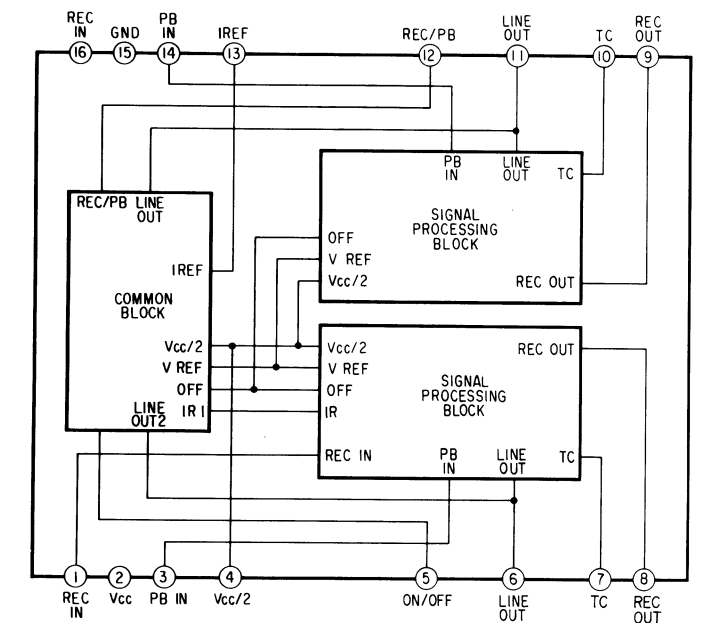 REC
IN
GND
PB
IN
IREF
REC/PB
LINE
OUT
TC
REC
OUT
16
15
14
13
12
11
10
9
PB
IN
LINE
OUT
TC
SIGNAL
PROCESSING
BLOCK
OFF
V REF
Vcc/2
REC OUT
REC/PB
LINE
OUT
IREF
COMMON
BLOCK
Vcc/2
V REF
OFF
IR I
LINE
OUT2
Vcc/2
V REF
OFF
IR
REC OUT
SIGNAL
PROCESSING
BLOCK
REC IN
PB
IN
LINE
OUT
TC
1
2
3
4
5
6
7
8
REC
IN
Vcc
PB IN
Vcc/2
ON/OFF
LINE
OUT
TC
REC
OUT